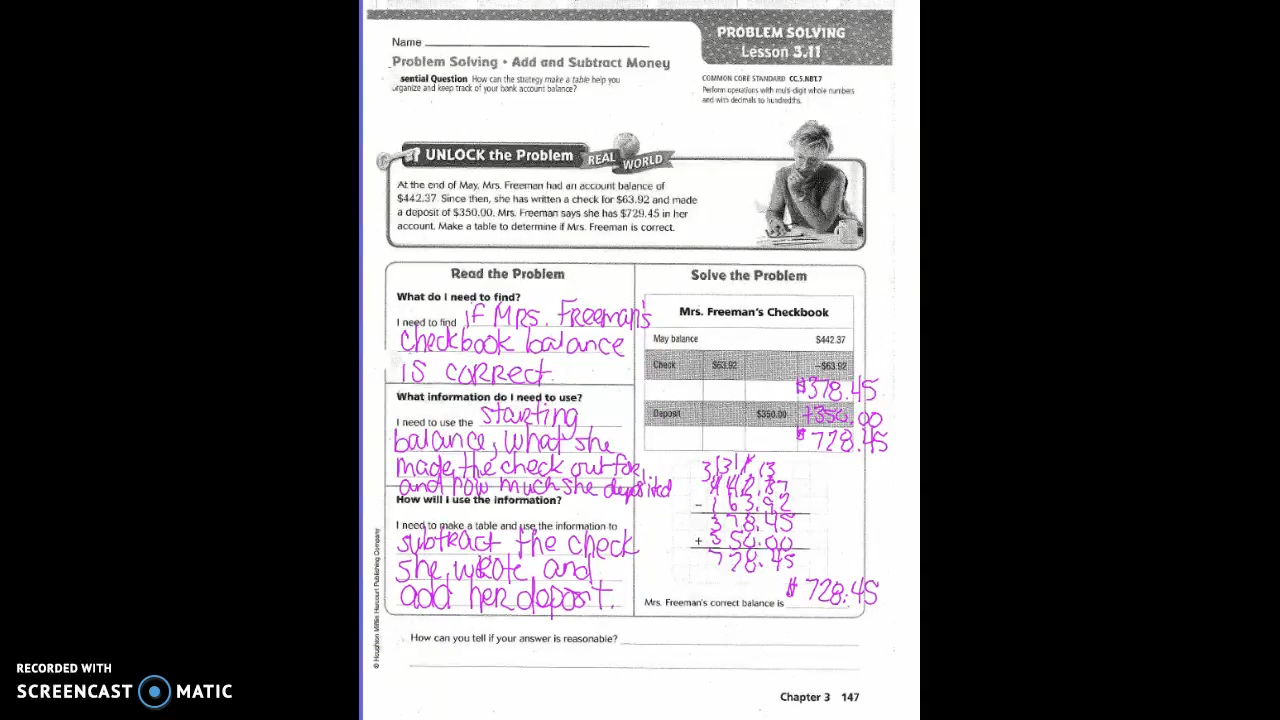 PROBLEM SOLVING
Lesson 3.11
Name
Problem Solving • Add and Subtract Money
sential Question How can the strategy make a table help you
organize and keep track of your bank account balance?
COMMON CORE STANDARD CC.5.NBT.7
Perform operations with multi-digit whole numbers
and with decimals to hundredths.
UNLOCK the Problem REAL WORLD
At the end of May, Mrs. Freeman had an account balance of
$442.37. Since then, she has written a check for $63.92 and made
a deposit of $350.00. Mrs. Freeman says she has $729.45 in her
account. Make a table to determine if Mrs. Freeman is correct.
Read the Problem
What do I need to find?
I need to find if Mrs. Freeman's
checkbook balance
is correct.
What information do I need to use?
I need to use the starting
balance, what she
made the check out for,
and how much she deposited
How will I use the information?
I need to make a table and use the information to
subtract the check
she wrote and
add her deposit.
Solve the Problem
Mrs. Freeman's Checkbook
May balance $442.37
Check $63.92 -$63.92
$378.45
Deposit $350.00 +350.00
$728.45
442.37
- 63.92
378.45
+ 350.00
728.45
$728.45
Mrs. Freeman's correct balance is
How can you tell if your answer is reasonable?
© Houghton Mifflin Harcourt Publishing Company
Chapter 3 147
RECORDED WITH
SCREENCAST MATIC